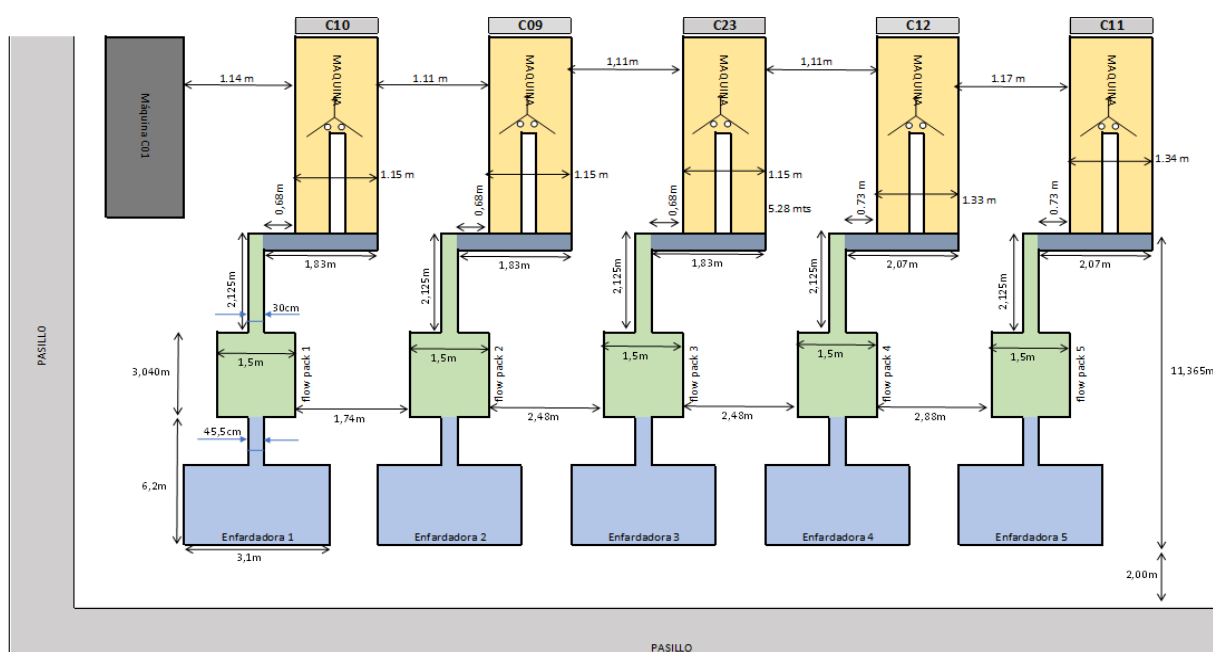 C10
C09
C23
C12
C11
MAQUINA
MAQUINA
MAQUINA
MAQUINA
MAQUINA
Máquina C01
1.14 m
1.11 m
1,11m
1,11m
1.17 m
1.15 m
1.15 m
1.15 m
1.33 m
1.34 m
5.28 mts
0,68m
0,68m
0,68m
0.73 m
0.73 m
1,83m
1,83m
1,83m
2,07m
2,07m
2,125m
2,125m
2,125m
2,125m
2,125m
30cm
1,5m
1,5m
1,5m
1,5m
1,5m
flow pack 1
flow pack 2
flow pack 3
flow pack 4
flow pack 5
3,040m
11,365m
1,74m
2,48m
2,48m
2,88m
45,5cm
6,2m
Enfardadora 1
Enfardadora 2
Enfardadora 3
Enfardadora 4
Enfardadora 5
3,1m
2,00m
PASILLO
PASILLO